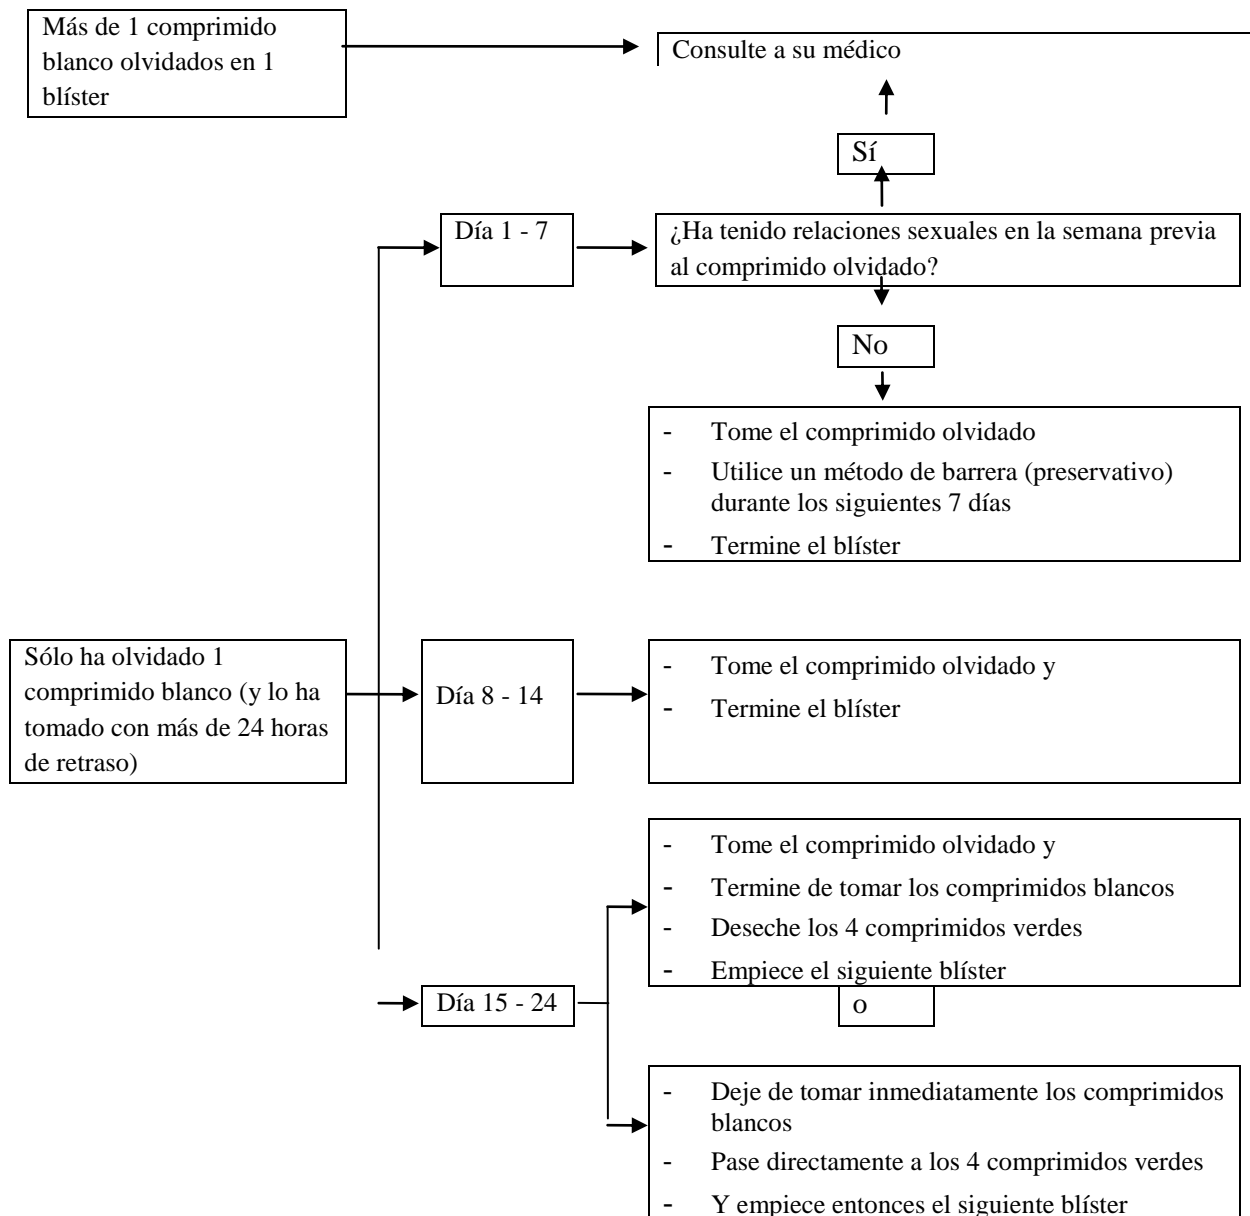 Más de 1 comprimido
blanco olvidados en 1
blíster
Consulte a su médico
Sí
Día 1 - 7
¿Ha tenido relaciones sexuales en la semana previa
al comprimido olvidado?
No
- Tome el comprimido olvidado
- Utilice un método de barrera (preservativo)
durante los siguientes 7 días
- Termine el blíster
Sólo ha olvidado 1
comprimido blanco (y lo ha
tomado con más de 24 horas
de retraso)
Día 8 - 14
- Tome el comprimido olvidado y
- Termine el blíster
- Tome el comprimido olvidado y
- Termine de tomar los comprimidos blancos
- Deseche los 4 comprimidos verdes
- Empiece el siguiente blíster
Día 15 - 24
o
- Deje de tomar inmediatamente los comprimidos
blancos
- Pase directamente a los 4 comprimidos verdes
- Y empiece entonces el siguiente blíster